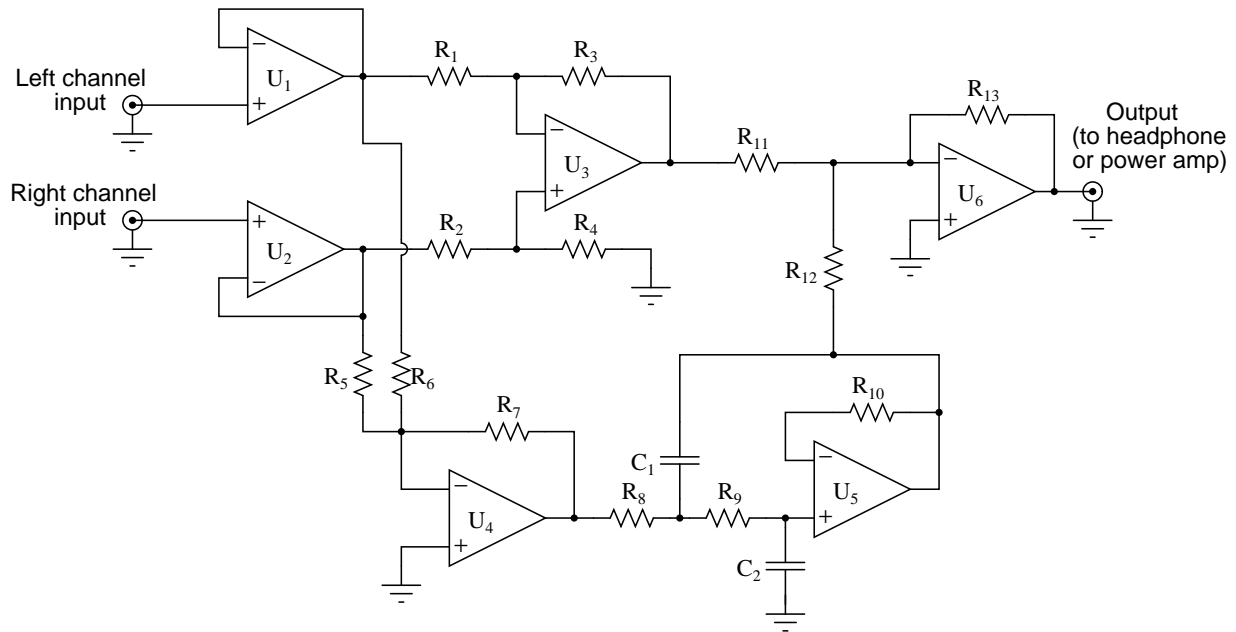 Left channel
input
Right channel
input
−
+
U1
+
−
U2
R1
R3
−
+
U3
R2
R4
R5
R6
R7
−
+
U4
R8
R9
C1
C2
R10
−
+
U5
R11
R12
R13
−
+
U6
Output
(to headphone
or power amp)